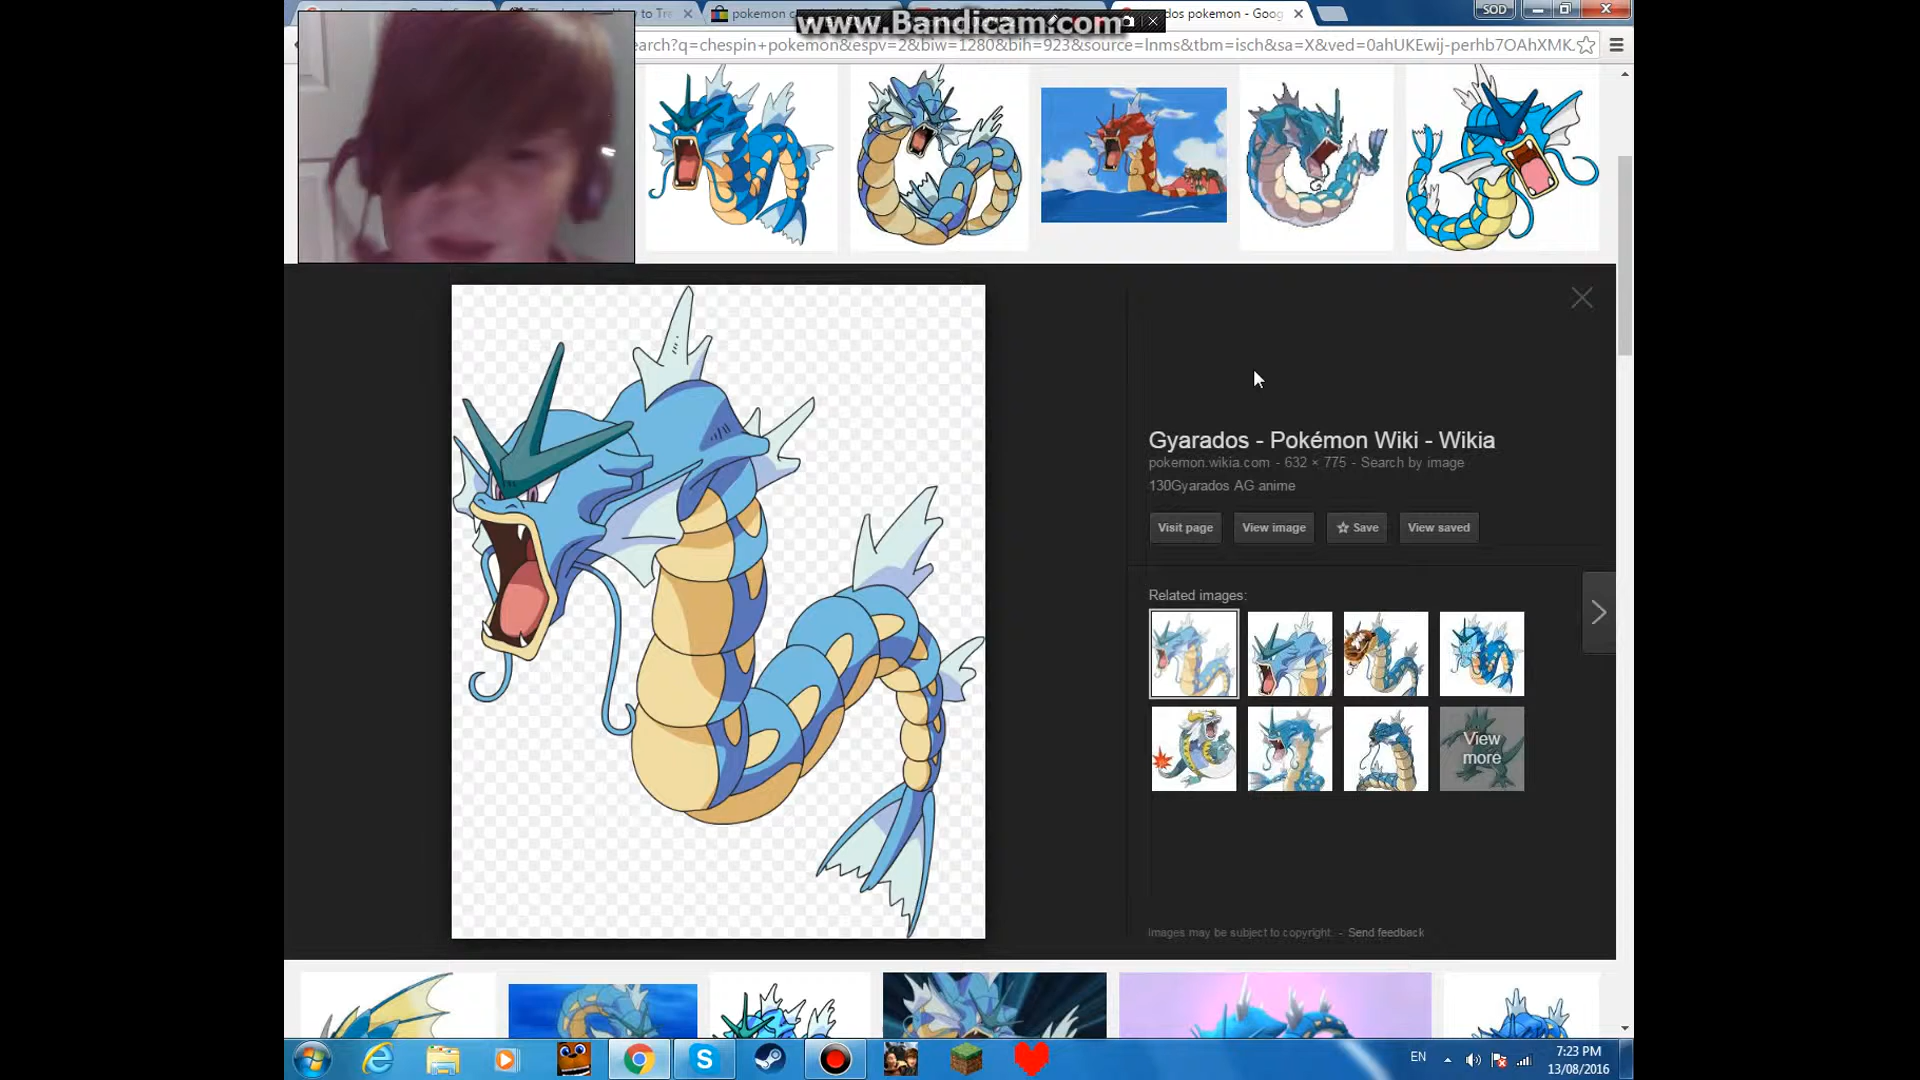 pokemon c
www.Bandicam.com
dos pokemon - Goog
SOD
earch?q=chespin+pokemon&espv=2&biw=1280&bih=923&source=lnms&tbm=isch&sa=X&ved=0ahUKEwij-perhb7OAhXMK.
Gyarados - Pokémon Wiki - Wikia
pokemon.wikia.com - 632 × 775 - Search by image
130Gyarados AG anime
Visit page
View image
Save
View saved
Related images:
View
more
Images may be subject to copyright. - Send feedback
EN
7:23 PM
13/08/2016